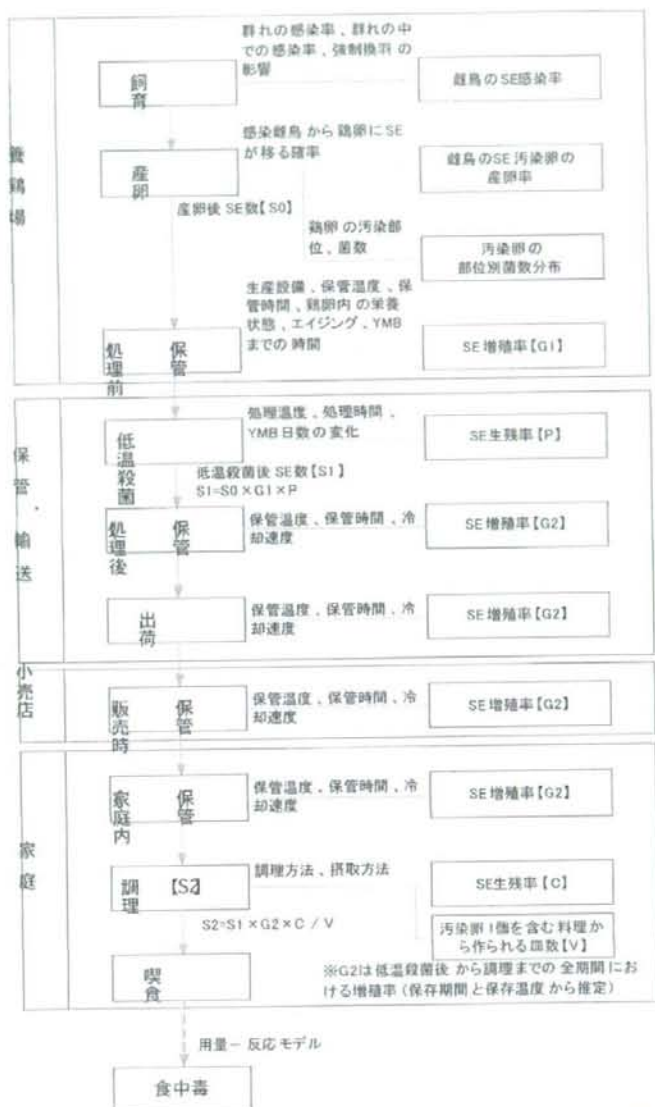 養鶏場
群れの感染率、群れの中
での感染率、強制換羽の
影響
飼育
雌鳥のSE感染率
感染雌鳥から鶏卵にSE
が移る確率
産卵
雌鳥のSE汚染卵の
産卵率
産卵後SE数【S0】
鶏卵の汚染部
位、菌数
汚染卵の
部位別菌数分布
生産設備、保管温度、保
管時間、鶏卵内の栄養
状態、エイジング、YMB
までの時間
処理前
保管
SE増殖率【G1】
保管、輸送
処理温度、処理時間、
YMB日数の変化
低温殺菌
SE生残率【P】
低温殺菌後SE数【S1】
S1=S0×G1×P
処理後
保管
保管温度、保管時間、冷
却速度
SE増殖率【G2】
出荷
保管温度、保管時間、冷
却速度
SE増殖率【G2】
小売店
販売時
保管
保管温度、保管時間、冷
却速度
SE増殖率【G2】
家庭
家庭内
保管
保管温度、保管時間、冷
却速度
SE増殖率【G2】
調理
【S2】
調理方法、摂取方法
SE生残率【C】
S2=S1×G2×C/V
汚染卵1個を含む料理か
ら作られる皿数【V】
喫食
※G2は低温殺菌後から調理までの全期間にお
ける増殖率(保存期間と保存温度から推定)
用量-反応モデル
食中毒